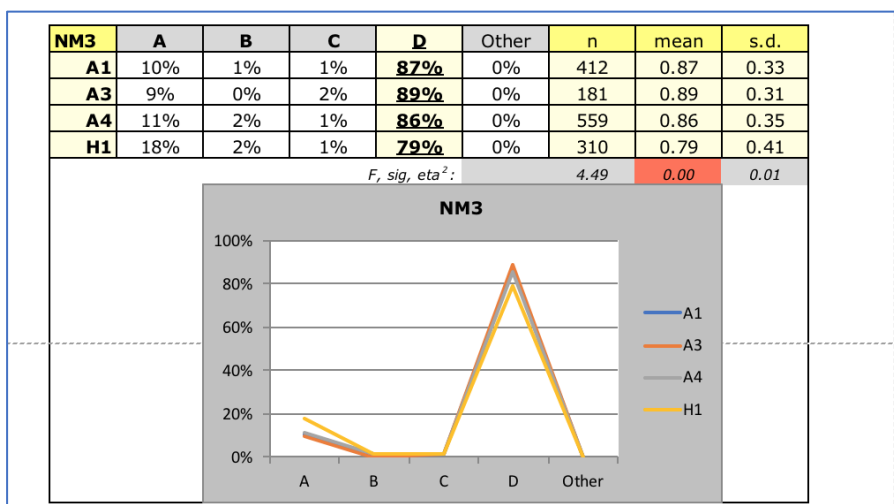 NM3 A B C D Other n mean s.d.
A1 10% 1% 1% 87% 0% 412 0.87 0.33
A3 9% 0% 2% 89% 0% 181 0.89 0.31
A4 11% 2% 1% 86% 0% 559 0.86 0.35
H1 18% 2% 1% 79% 0% 310 0.79 0.41
F, sig, eta²: 4.49 0.00 0.01
NM3
100%
80%
60%
40%
20%
0%
A B C D Other
A1
A3
A4
H1